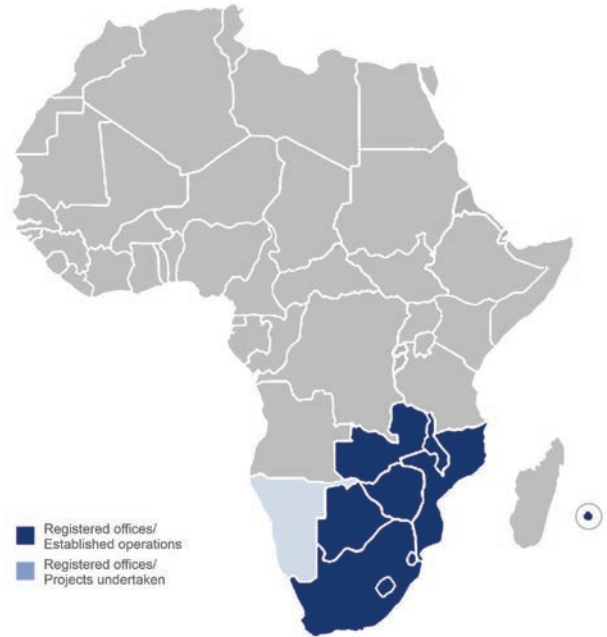 Registered offices/
Established operations
Registered offices/
Projects undertaken